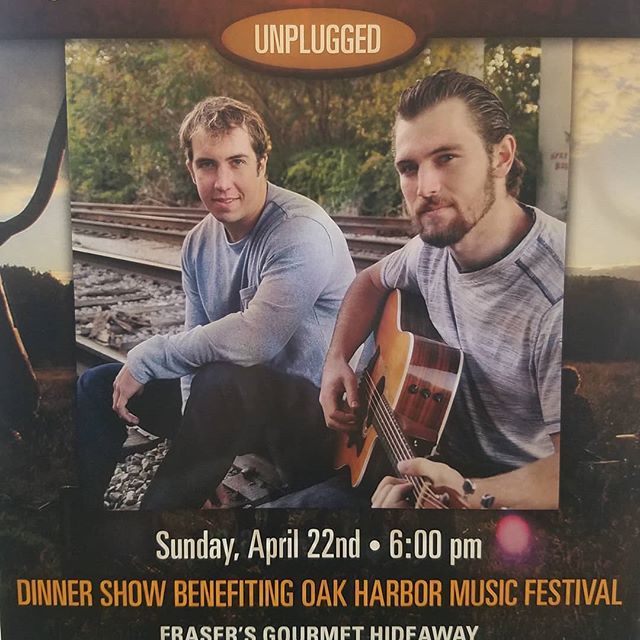 UNPLUGGED
Sunday, April 22nd • 6:00 pm
DINNER SHOW BENEFITING OAK HARBOR MUSIC FESTIVAL
FRASER'S GOURMET HIDEAWAY